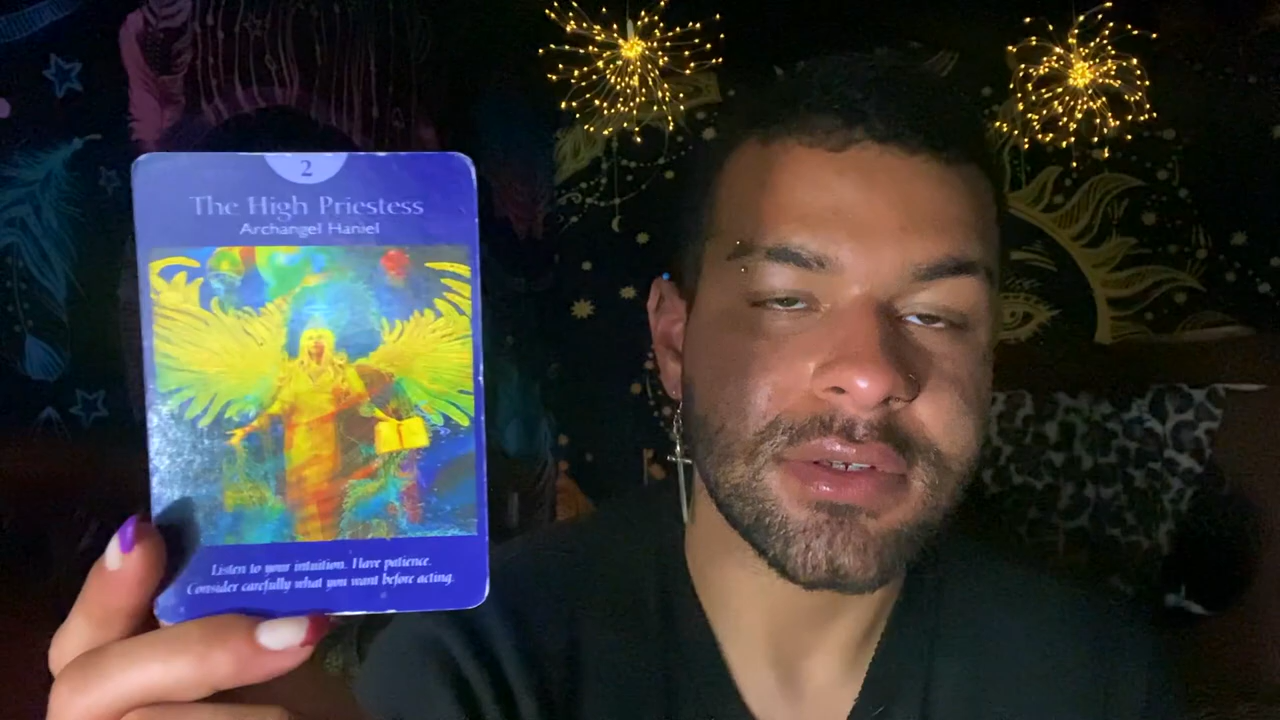 2
The High Priestess
Archangel Haniel
Listen to your intuition. Have patience.
Consider carefully what you want before acting.